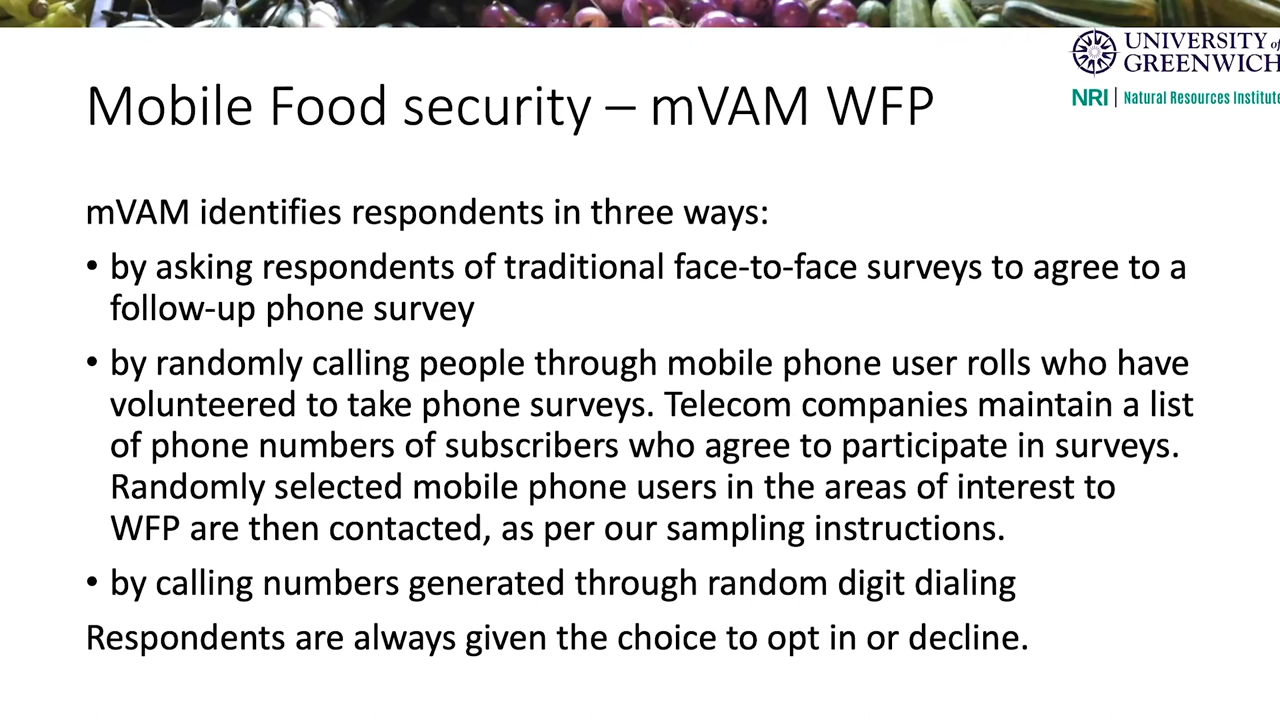 UNIVERSITY of
GREENWICH
NRI | Natural Resources Institute
Mobile Food security – mVAM WFP
mVAM identifies respondents in three ways:
• by asking respondents of traditional face-to-face surveys to agree to a
follow-up phone survey
• by randomly calling people through mobile phone user rolls who have
volunteered to take phone surveys. Telecom companies maintain a list
of phone numbers of subscribers who agree to participate in surveys.
Randomly selected mobile phone users in the areas of interest to
WFP are then contacted, as per our sampling instructions.
• by calling numbers generated through random digit dialing
Respondents are always given the choice to opt in or decline.